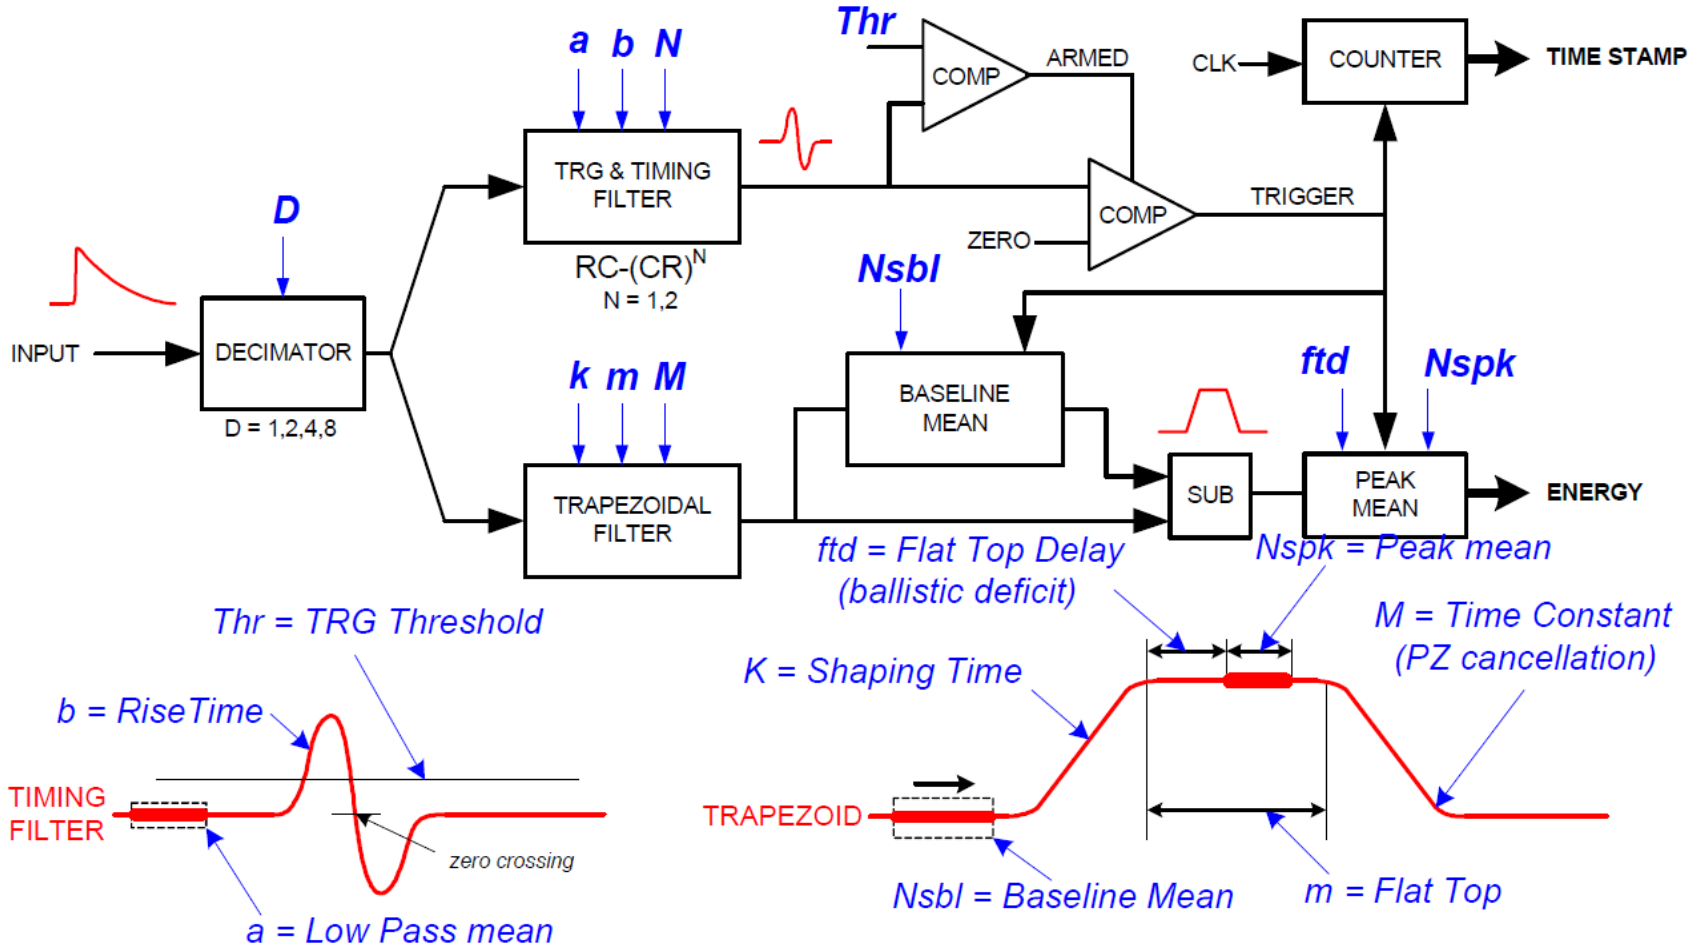 Thr
a b N
ARMED
COMP
CLK
COUNTER
TIME STAMP
TRG & TIMING
FILTER
RC-(CR)^N
N = 1,2
D
INPUT
DECIMATOR
D = 1,2,4,8
COMP
ZERO
TRIGGER
Nsbl
BASELINE
MEAN
k m M
TRAPEZOIDAL
FILTER
SUB
ftd
Nspk
PEAK
MEAN
ENERGY
ftd = Flat Top Delay
(ballistic deficit)
Nspk = Peak mean
Thr = TRG Threshold
b = RiseTime
TIMING
FILTER
zero crossing
a = Low Pass mean
K = Shaping Time
M = Time Constant
(PZ cancellation)
TRAPEZOID
Nsbl = Baseline Mean
m = Flat Top